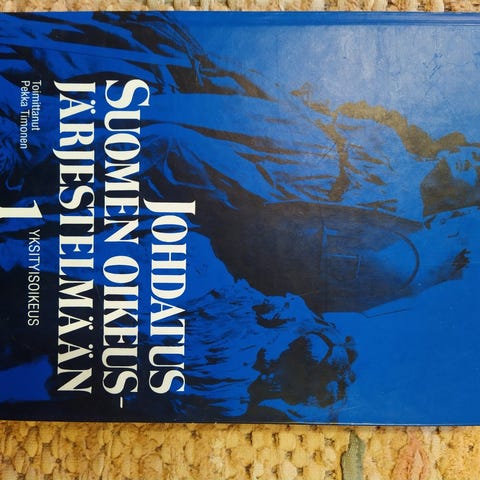 JOHDATUS
SUOMEN OIKEUS-
JÄRJESTELMÄÄN
1 YKSITYISOIKEUS
Toimittanut
Pekka Timonen